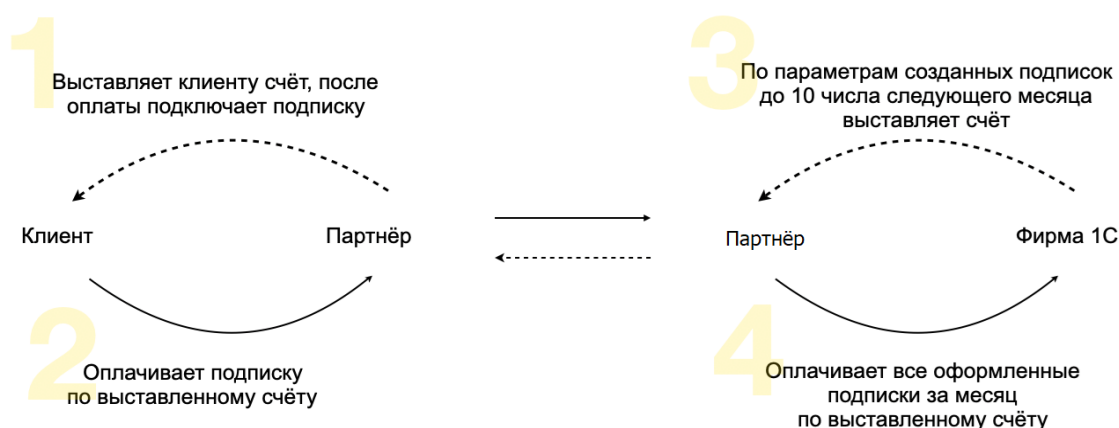 1
Выставляет клиенту счёт, после
оплаты подключает подписку
Клиент
Партнёр
2
Оплачивает подписку
по выставленному счёту
3
По параметрам созданных подписок
до 10 числа следующего месяца
выставляет счёт
Партнёр
Фирма 1С
4
Оплачивает все оформленные
подписки за месяц
по выставленному счёту